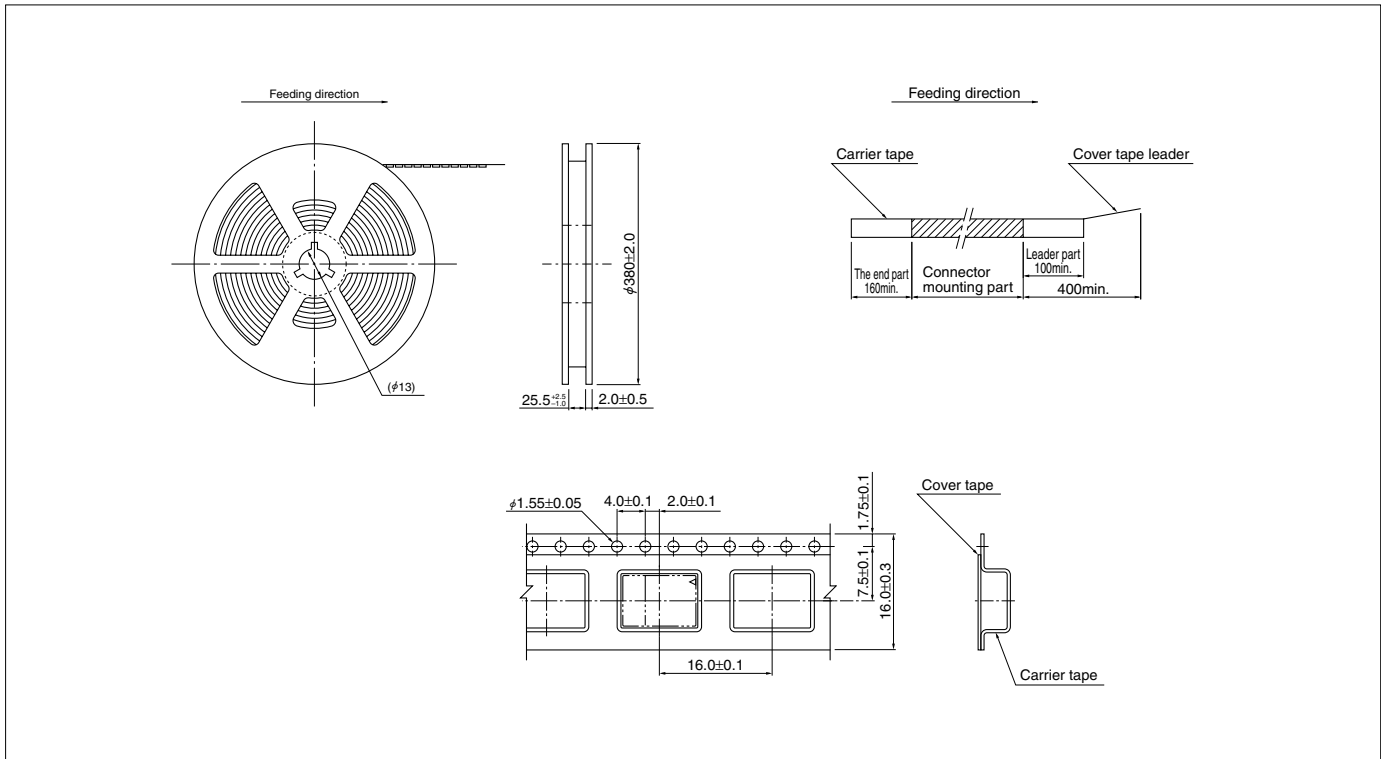 Feeding direction
(φ13)
φ380±2.0
25.5 +2.5 −1.0
2.0±0.5
Feeding direction
Carrier tape
Cover tape leader
The end part
160min.
Connector
mounting part
Leader part
100min.
400min.
φ1.55±0.05
4.0±0.1
2.0±0.1
1.75±0.1
7.5±0.1
16.0±0.3
16.0±0.1
Cover tape
Carrier tape